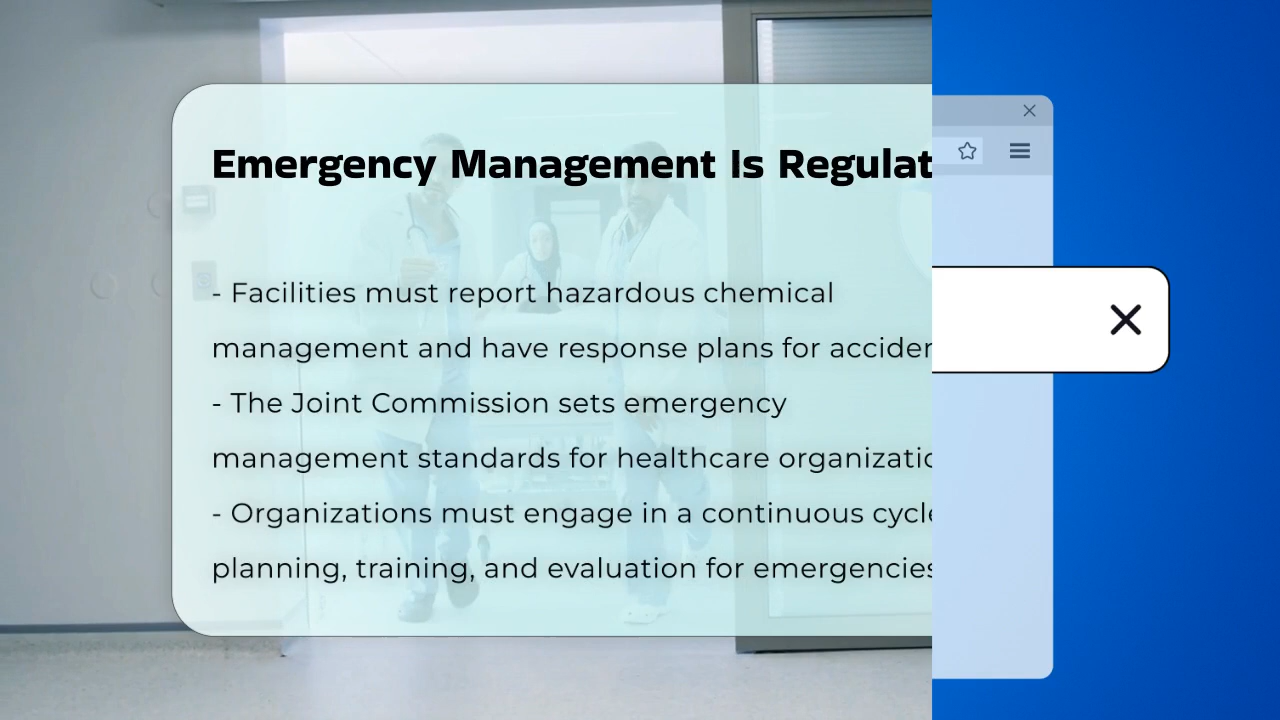 Emergency Management Is Regulat
- Facilities must report hazardous chemical
management and have response plans for acciden
- The Joint Commission sets emergency
management standards for healthcare organizatio
- Organizations must engage in a continuous cycle
planning, training, and evaluation for emergencies